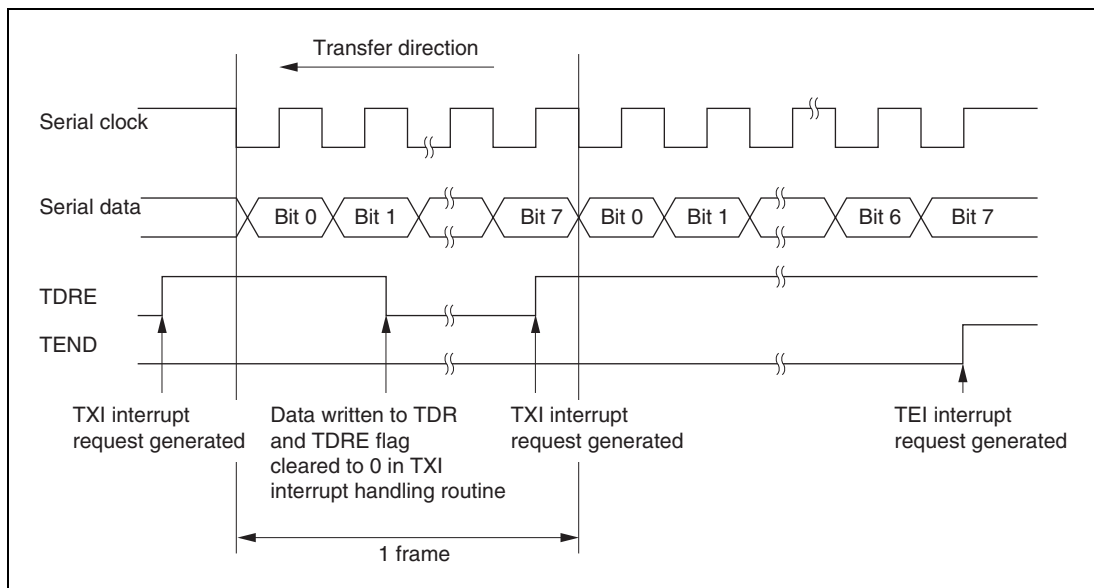 Transfer direction
Serial clock
Serial data
Bit 0
Bit 1
Bit 7
Bit 0
Bit 1
Bit 6
Bit 7
TDRE
TEND
TXI interrupt
request generated
Data written to TDR
and TDRE flag
cleared to 0 in TXI
interrupt handling routine
TXI interrupt
request generated
TEI interrupt
request generated
1 frame